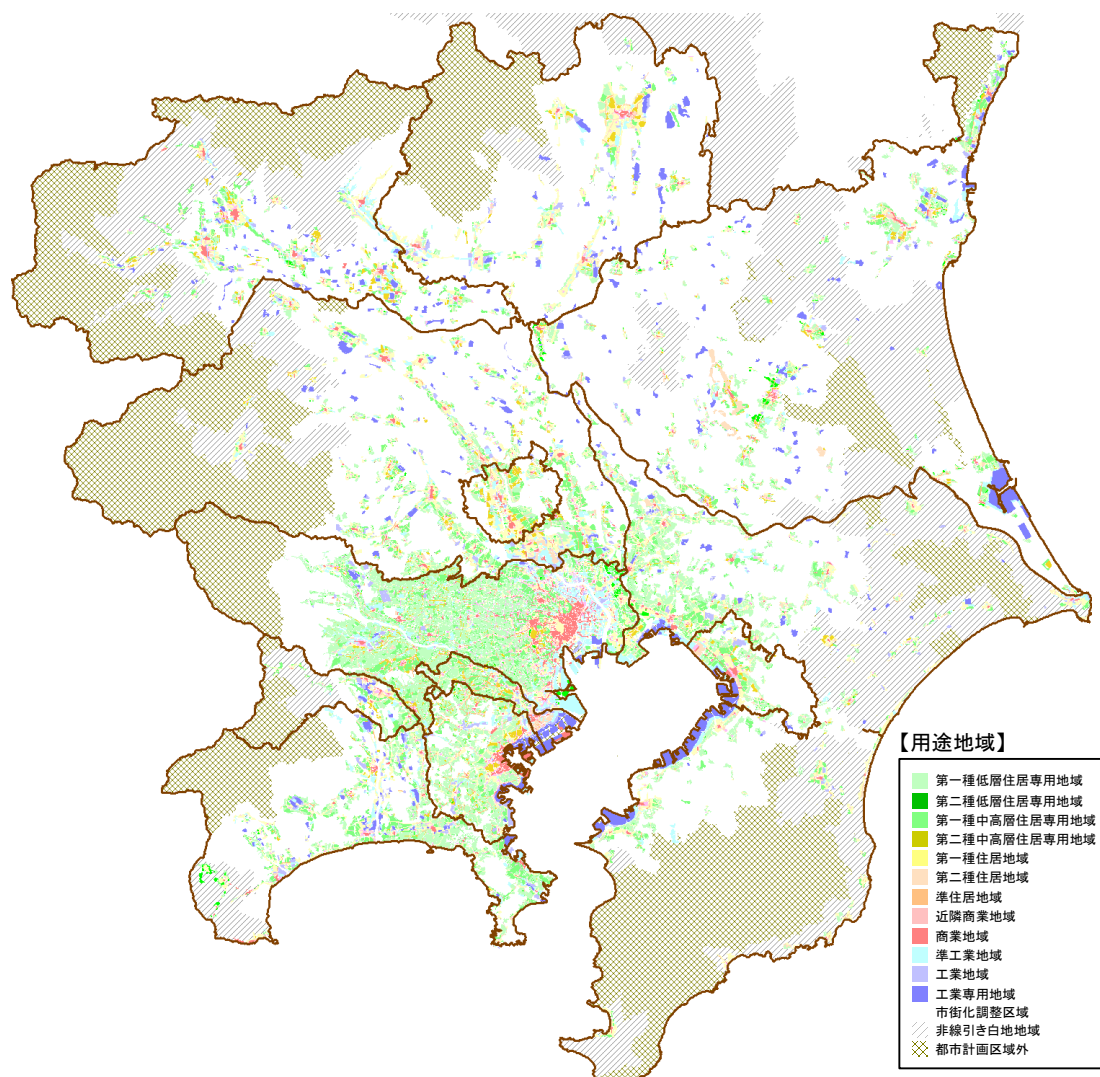 【用途地域】
第一種低層住居専用地域
第二種低層住居専用地域
第一種中高層住居専用地域
第二種中高層住居専用地域
第一種住居地域
第二種住居地域
準住居地域
近隣商業地域
商業地域
準工業地域
工業地域
工業専用地域
市街化調整区域
非線引き白地地域
都市計画区域外